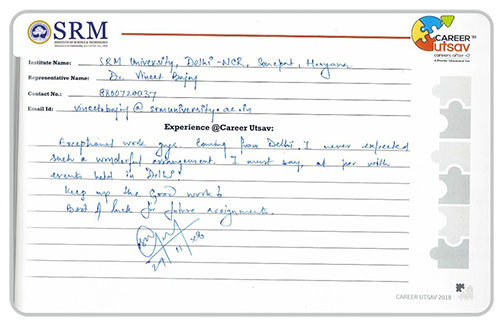 SRM
INSTITUTE OF SCIENCE & TECHNOLOGY
CAREER
utsav
careers after +2
Institute Name: SRM University, Delhi-NCR, Sonepat, Haryana
Representative Name: Dr. Vineet Bajaj
Contact No.: 8800720037
Email Id: vineetbajaj@srmuniversity.ac.in
Experience @Career Utsav:
Exceptional work guys. Coming from Delhi, I never expected
such a wonderful arrangement. I must say at par with
events held in Delhi
Keep up the Good work!
Best of luck for future assignments.
CAREER UTSAV 2018